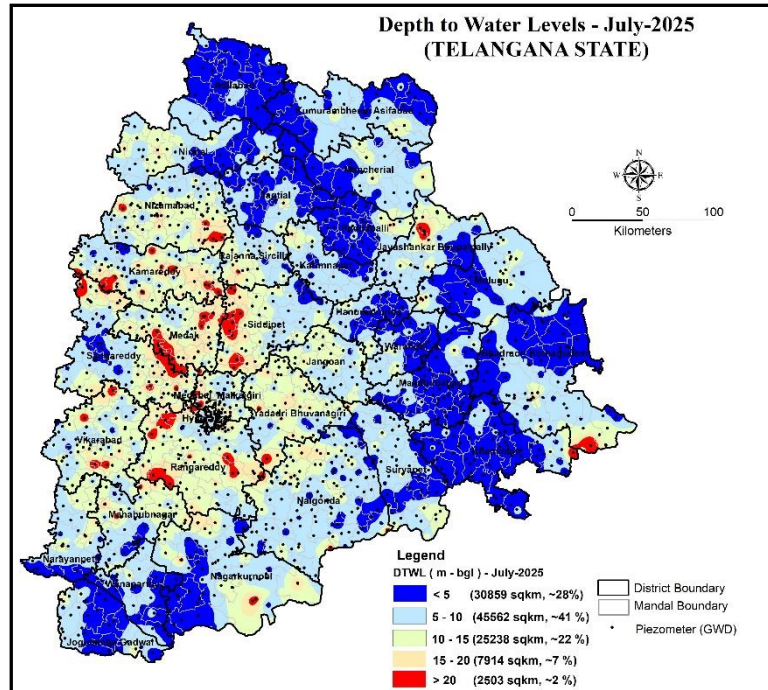 Depth to Water Levels - July-2025
(TELANGANA STATE)
N
W E
S
0 50 100
Kilometers
Adilabad
Kumurambheem Asifabad
Nirmal
Mancherial
Jagtial
Nizamabad
Peddapalli
Jayashankar Bhupalpally
Rajanna Sircilla
Karimnagar
Kamareddy
Mulugu
Hanumakonda
Siddipet
Medak
Warangal
Sangareddy
Jangoan
Mahabubabad
Medchal Malkajgiri
Yadadri Bhuvanagiri
Vikarabad
Rangareddy
Suryapet
Khammam
Nalgonda
Mahabubnagar
Narayanpet
Wanaparthy
Nagarkurnool
Legend
DTWL ( m - bgl ) - July-2025
< 5 (30859 sqkm, ~28%)
5 - 10 (45562 sqkm, ~41 %)
10 - 15 (25238 sqkm, ~22 %)
15 - 20 (7914 sqkm, ~7 %)
> 20 (2503 sqkm, ~2 %)
District Boundary
Mandal Boundary
Piezometer (GWD)